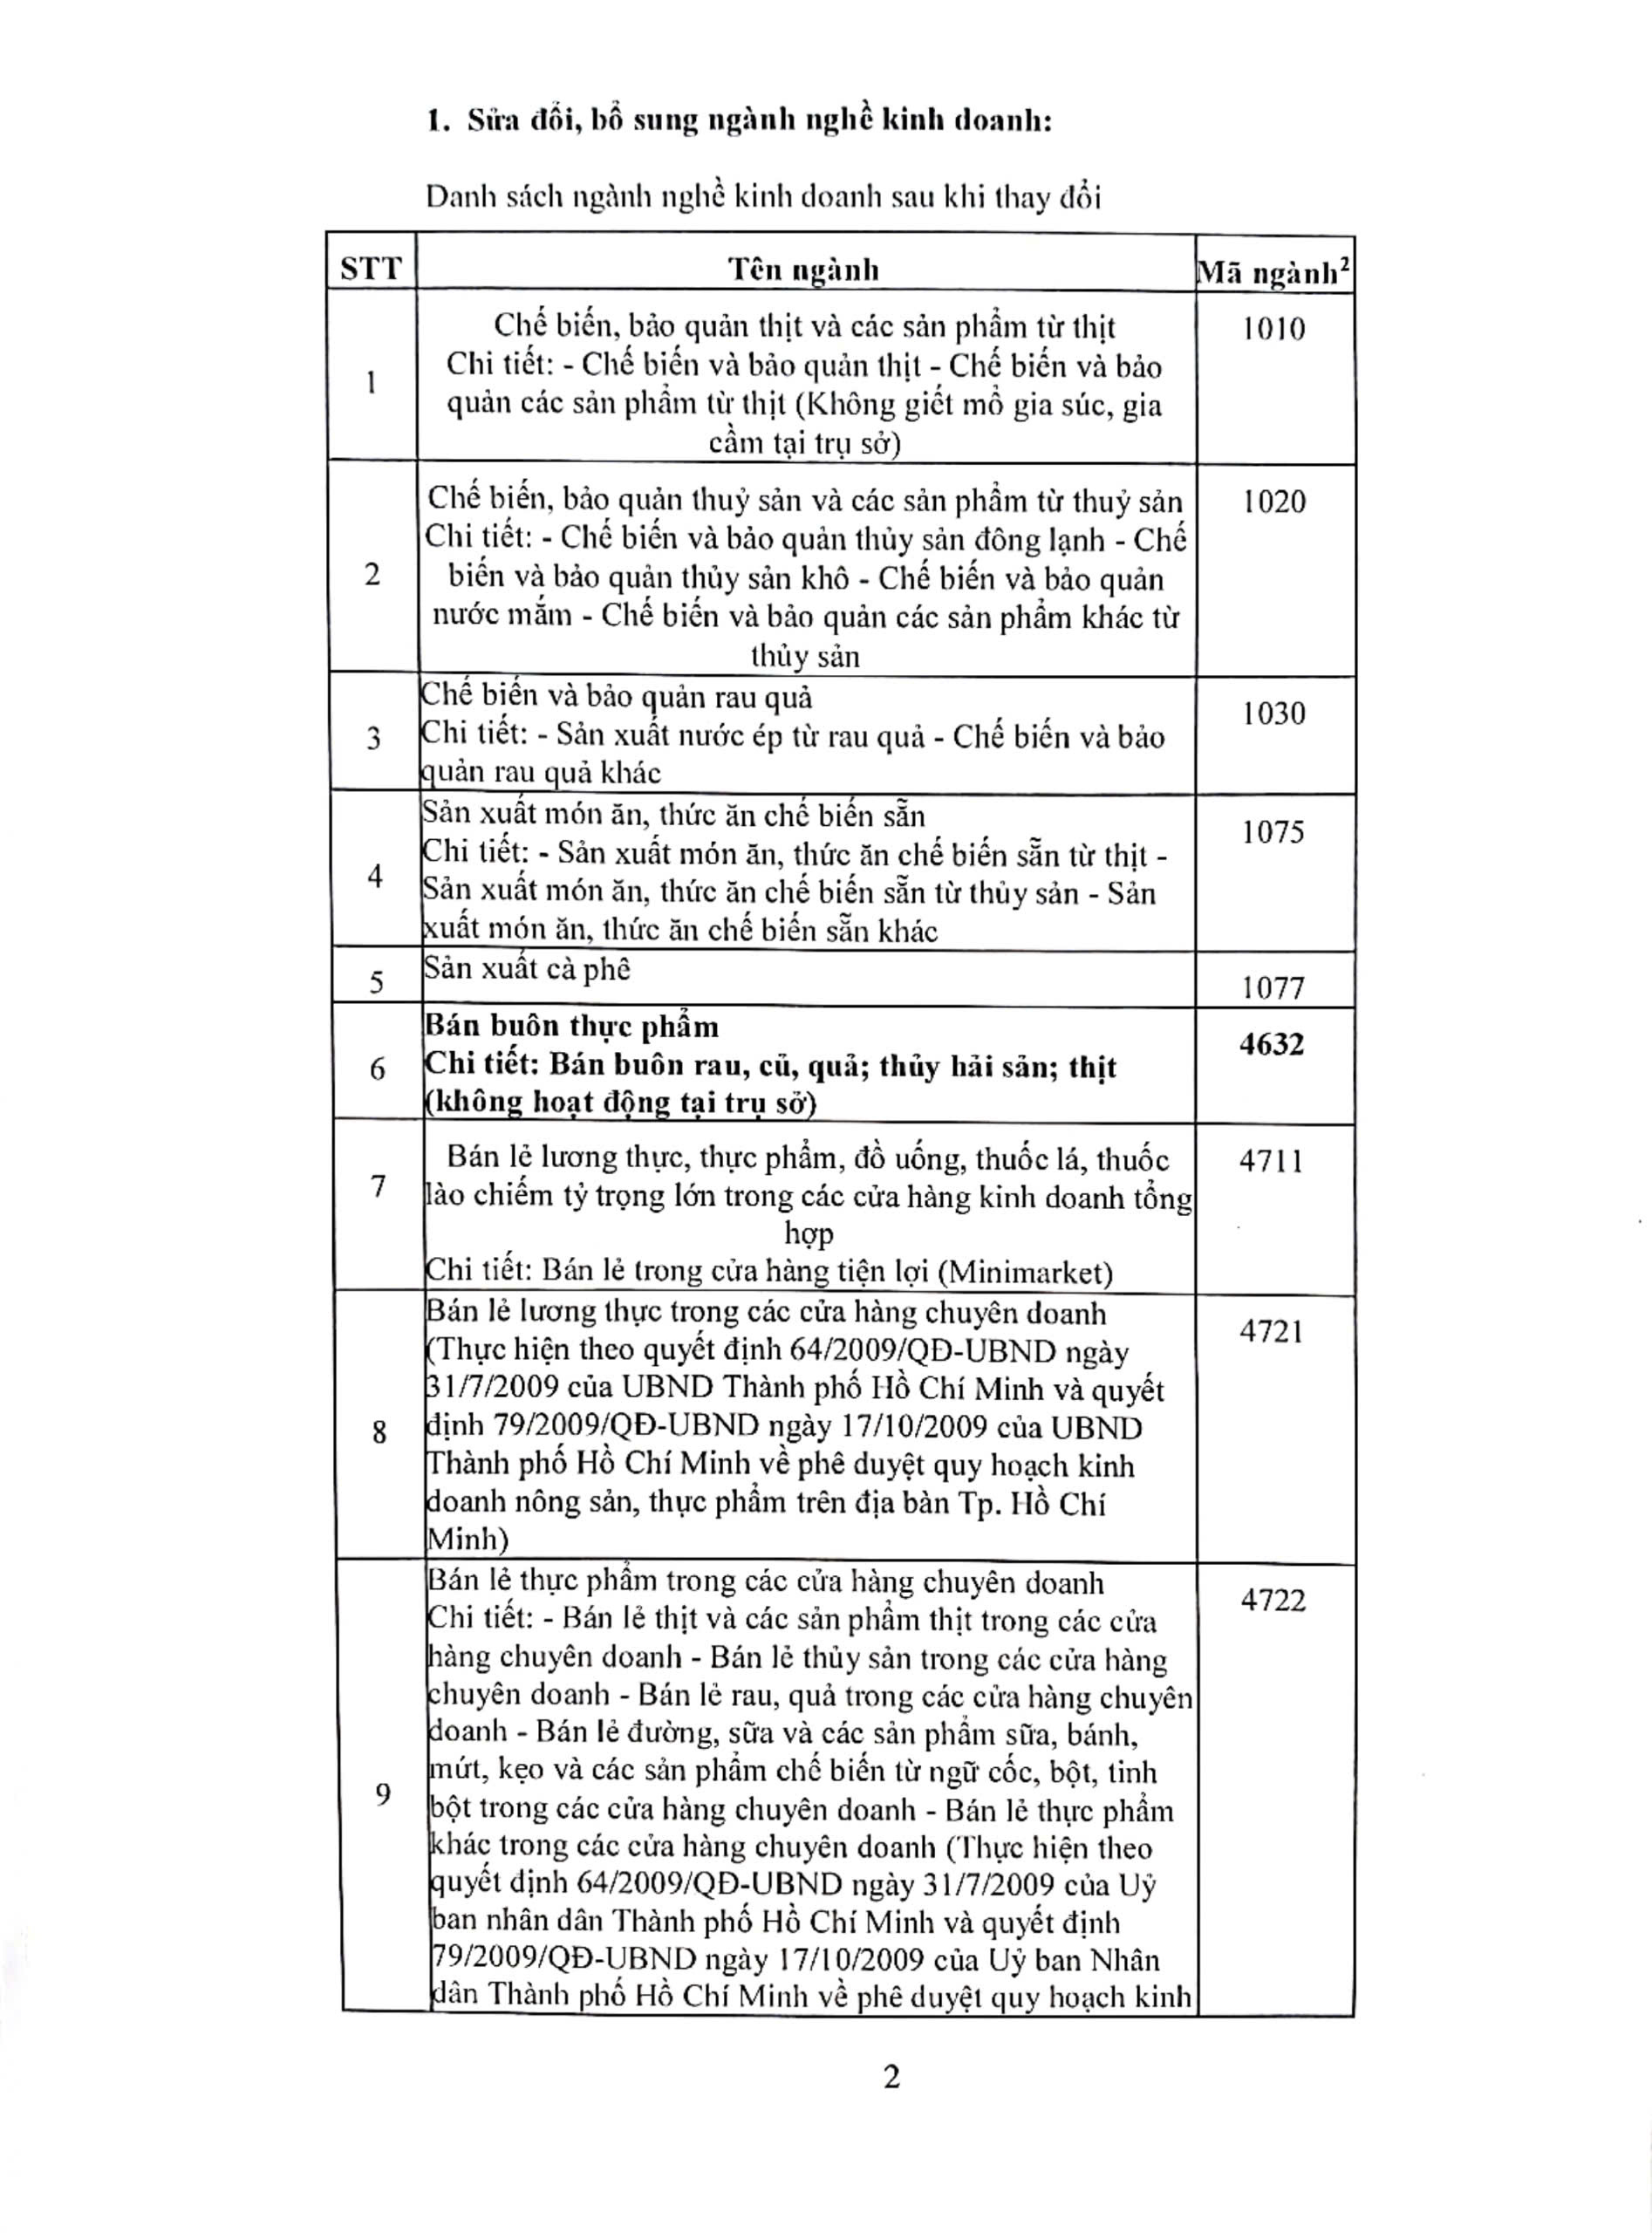 1. Sửa đổi, bổ sung ngành nghề kinh doanh:
Danh sách ngành nghề kinh doanh sau khi thay đổi
STT Tên ngành Mã ngành²
1 Chế biến, bảo quản thịt và các sản phẩm từ thịt 1010
Chi tiết: - Chế biến và bảo quản thịt - Chế biến và bảo
quản các sản phẩm từ thịt (Không giết mổ gia súc, gia
cầm tại trụ sở)
2 Chế biến, bảo quản thuỷ sản và các sản phẩm từ thuỷ sản 1020
Chi tiết: - Chế biến và bảo quản thủy sản đông lạnh - Chế
biến và bảo quản thủy sản khô - Chế biến và bảo quản
nước mắm - Chế biến và bảo quản các sản phẩm khác từ
thủy sản
3 Chế biến và bảo quản rau quả 1030
Chi tiết: - Sản xuất nước ép từ rau quả - Chế biến và bảo
quản rau quả khác
4 Sản xuất món ăn, thức ăn chế biến sẵn 1075
Chi tiết: - Sản xuất món ăn, thức ăn chế biến sẵn từ thịt -
Sản xuất món ăn, thức ăn chế biến sẵn từ thủy sản - Sản
xuất món ăn, thức ăn chế biến sẵn khác
5 Sản xuất cà phê 1077
6 Bán buôn thực phẩm 4632
Chi tiết: Bán buôn rau, củ, quả; thủy hải sản; thịt
(không hoạt động tại trụ sở)
7 Bán lẻ lương thực, thực phẩm, đồ uống, thuốc lá, thuốc 4711
lào chiếm tỷ trọng lớn trong các cửa hàng kinh doanh tổng
hợp
Chi tiết: Bán lẻ trong cửa hàng tiện lợi (Minimarket)
8 Bán lẻ lương thực trong các cửa hàng chuyên doanh 4721
(Thực hiện theo quyết định 64/2009/QĐ-UBND ngày
31/7/2009 của UBND Thành phố Hồ Chí Minh và quyết
định 79/2009/QĐ-UBND ngày 17/10/2009 của UBND
Thành phố Hồ Chí Minh về phê duyệt quy hoạch kinh
doanh nông sản, thực phẩm trên địa bàn Tp. Hồ Chí
Minh)
9 Bán lẻ thực phẩm trong các cửa hàng chuyên doanh 4722
Chi tiết: - Bán lẻ thịt và các sản phẩm thịt trong các cửa
hàng chuyên doanh - Bán lẻ thủy sản trong các cửa hàng
chuyên doanh - Bán lẻ rau, quả trong các cửa hàng chuyên
doanh - Bán lẻ đường, sữa và các sản phẩm sữa, bánh,
mứt, kẹo và các sản phẩm chế biến từ ngữ cốc, bột, tinh
bột trong các cửa hàng chuyên doanh - Bán lẻ thực phẩm
khác trong các cửa hàng chuyên doanh (Thực hiện theo
quyết định 64/2009/QĐ-UBND ngày 31/7/2009 của Uỷ
ban nhân dân Thành phố Hồ Chí Minh và quyết định
79/2009/QĐ-UBND ngày 17/10/2009 của Uỷ ban Nhân
dân Thành phố Hồ Chí Minh về phê duyệt quy hoạch kinh
2